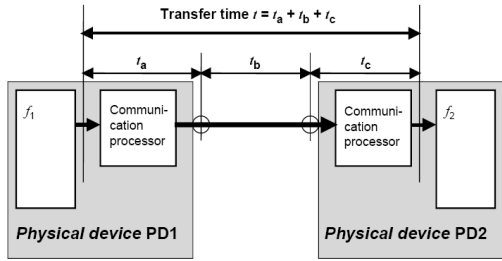 Transfer time t = ta + tb + tc
ta
tb
tc
f1
Communi-
cation
processor
Communi-
cation
processor
f2
Physical device PD1
Physical device PD2